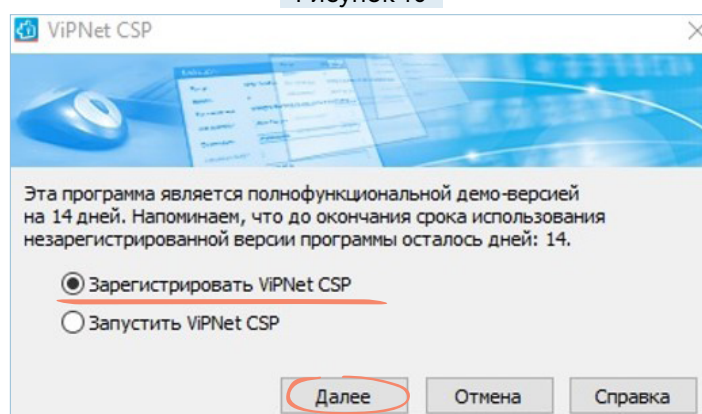 ViPNet CSP
Эта программа является полнофункциональной демо-версией
на 14 дней. Напоминаем, что до окончания срока использования
незарегистрированной версии программы осталось дней: 14.
Зарегистрировать ViPNet CSP
Запустить ViPNet CSP
Далее
Отмена
Справка